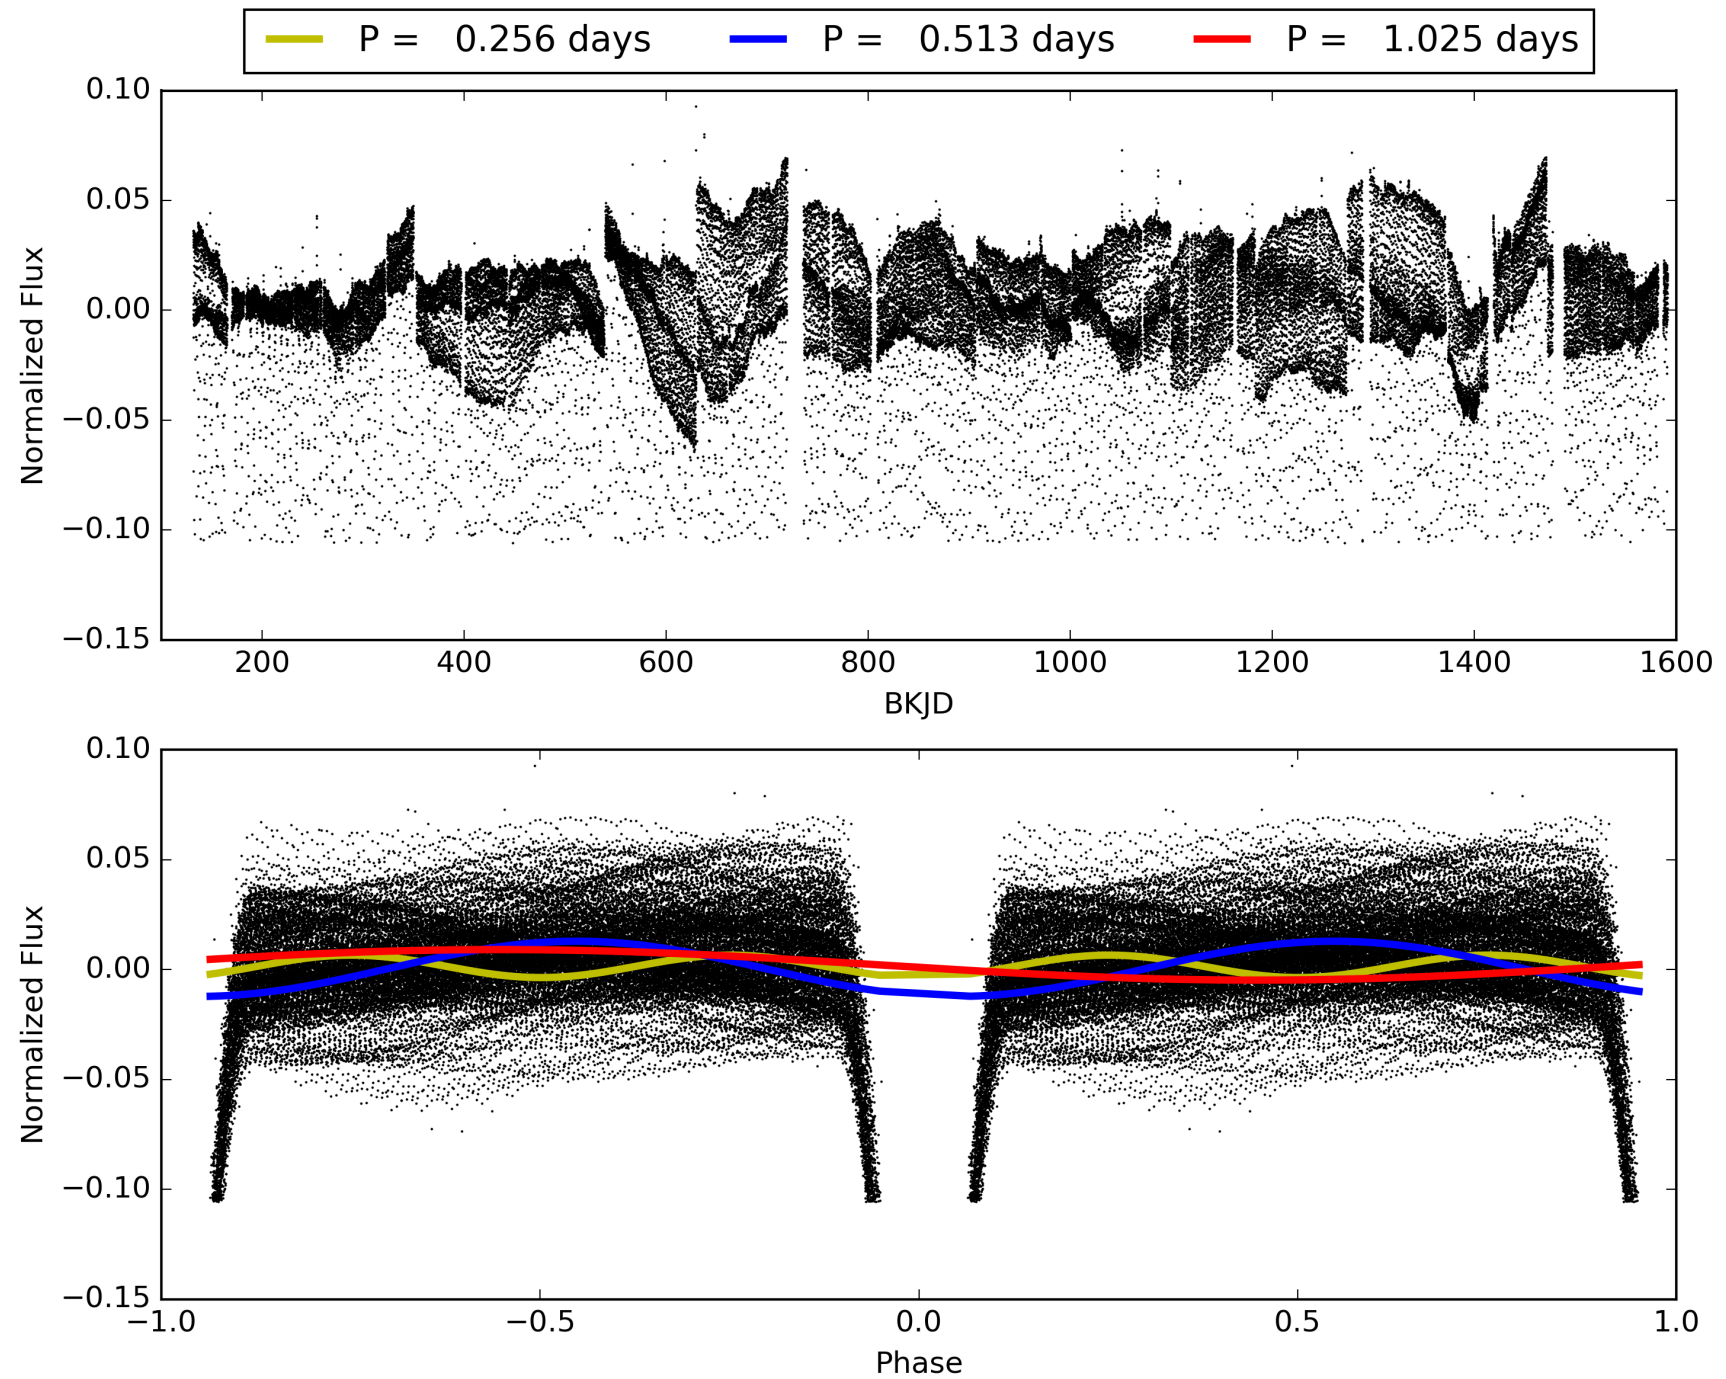 P = 0.256 days P = 0.513 days P = 1.025 days
0.10
0.05
0.00
−0.05
−0.10
−0.15
Normalized Flux
200 400 600 800 1000 1200 1400 1600
BKJD
0.10
0.05
0.00
−0.05
−0.10
−0.15
Normalized Flux
−1.0 −0.5 0.0 0.5 1.0
Phase